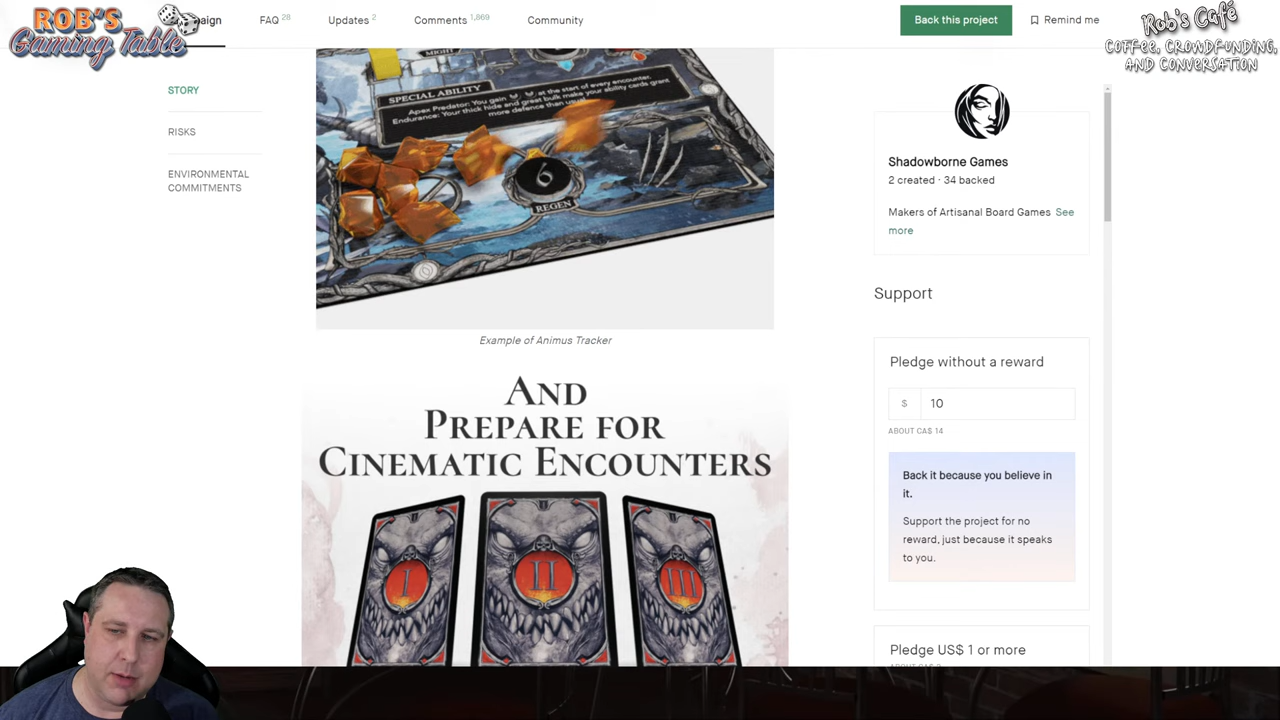 ROB'S
Gaming Table
paign
FAQ 28
Updates 2
Comments 1,869
Community
Back this project
Remind me
Rob's Café
Coffee, Crowdfunding,
and Conversation
STORY
RISKS
ENVIRONMENTAL
COMMITMENTS
MIGHT
SPECIAL ABILITY
Apex Predator: You gain at the start of every encounter.
Endurance: Your thick hide and great bulk make your ability cards grant
more defence than usual.
6
REGEN
Example of Animus Tracker
AND
PREPARE FOR
CINEMATIC ENCOUNTERS
I
II
III
Shadowborne Games
2 created · 34 backed
Makers of Artisanal Board Games See
more
Support
Pledge without a reward
$ 10
ABOUT CA$ 14
Back it because you believe in
it.
Support the project for no
reward, just because it speaks
to you.
Pledge US$ 1 or more